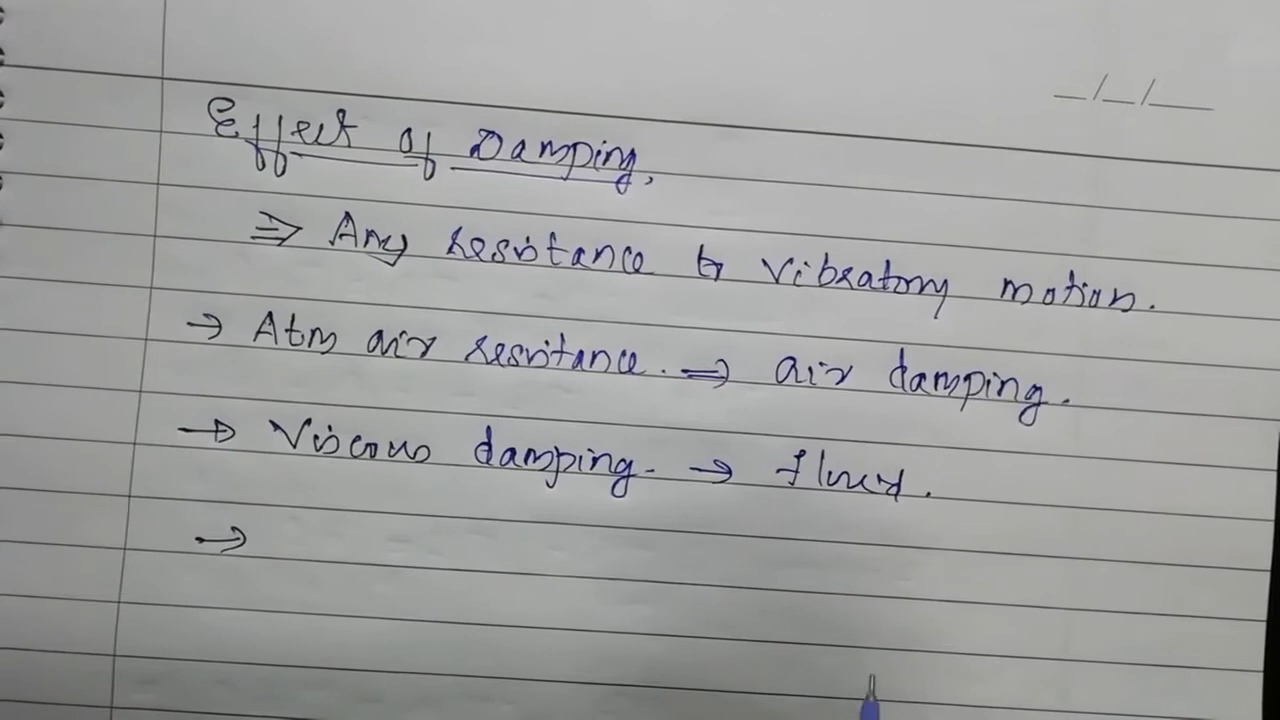 Effect of Damping,
⇒ Any resistance to vibratory motion.
→ Atm air resistance. ⇒ air damping.
→ Viscous damping. → fluid.
→